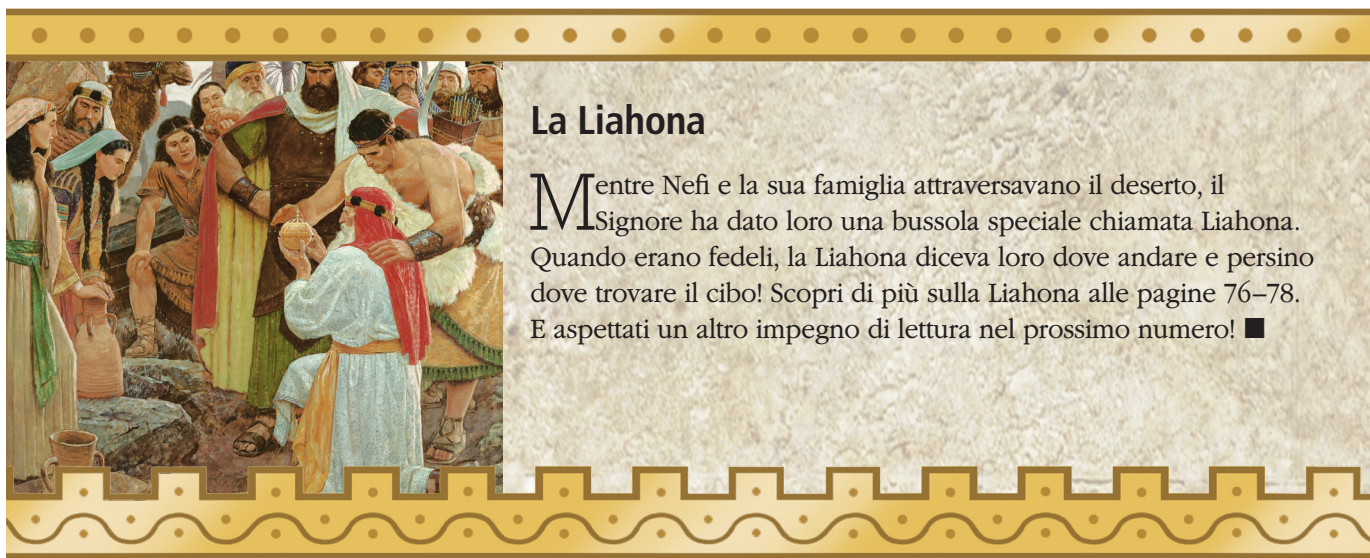 La Liahona
Mentre Nefi e la sua famiglia attraversavano il deserto, il
Signore ha dato loro una bussola speciale chiamata Liahona.
Quando erano fedeli, la Liahona diceva loro dove andare e persino
dove trovare il cibo! Scopri di più sulla Liahona alle pagine 76–78.
E aspettati un altro impegno di lettura nel prossimo numero! ■